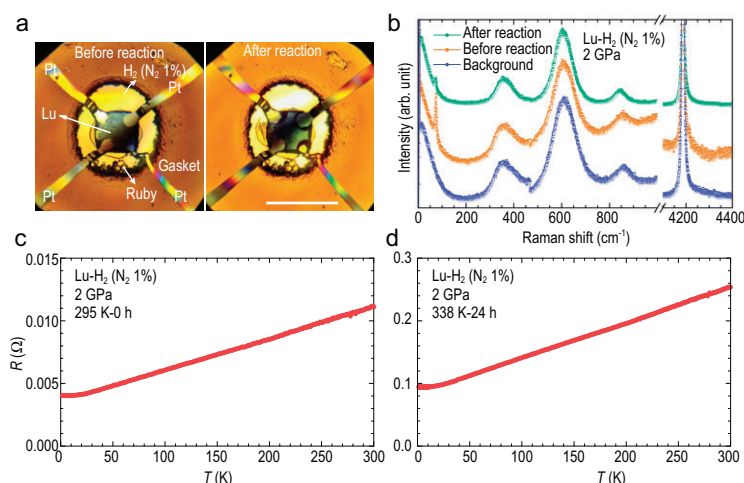 a
Before reaction
After reaction
Pt
H₂ (N₂ 1%)
Pt
Lu
Gasket
Pt
Ruby
Pt
b
After reaction
Before reaction
Background
Lu-H₂ (N₂ 1%)
2 GPa
Intensity (arb. unit)
0 200 400 600 800 4200 4400
Raman shift (cm⁻¹)
c
Lu-H₂ (N₂ 1%)
2 GPa
295 K-0 h
R (Ω)
0.015
0.010
0.005
0.000
0 50 100 150 200 250 300
T (K)
d
Lu-H₂ (N₂ 1%)
2 GPa
338 K-24 h
0.3
0.2
0.1
0.0
0 50 100 150 200 250 300
T (K)